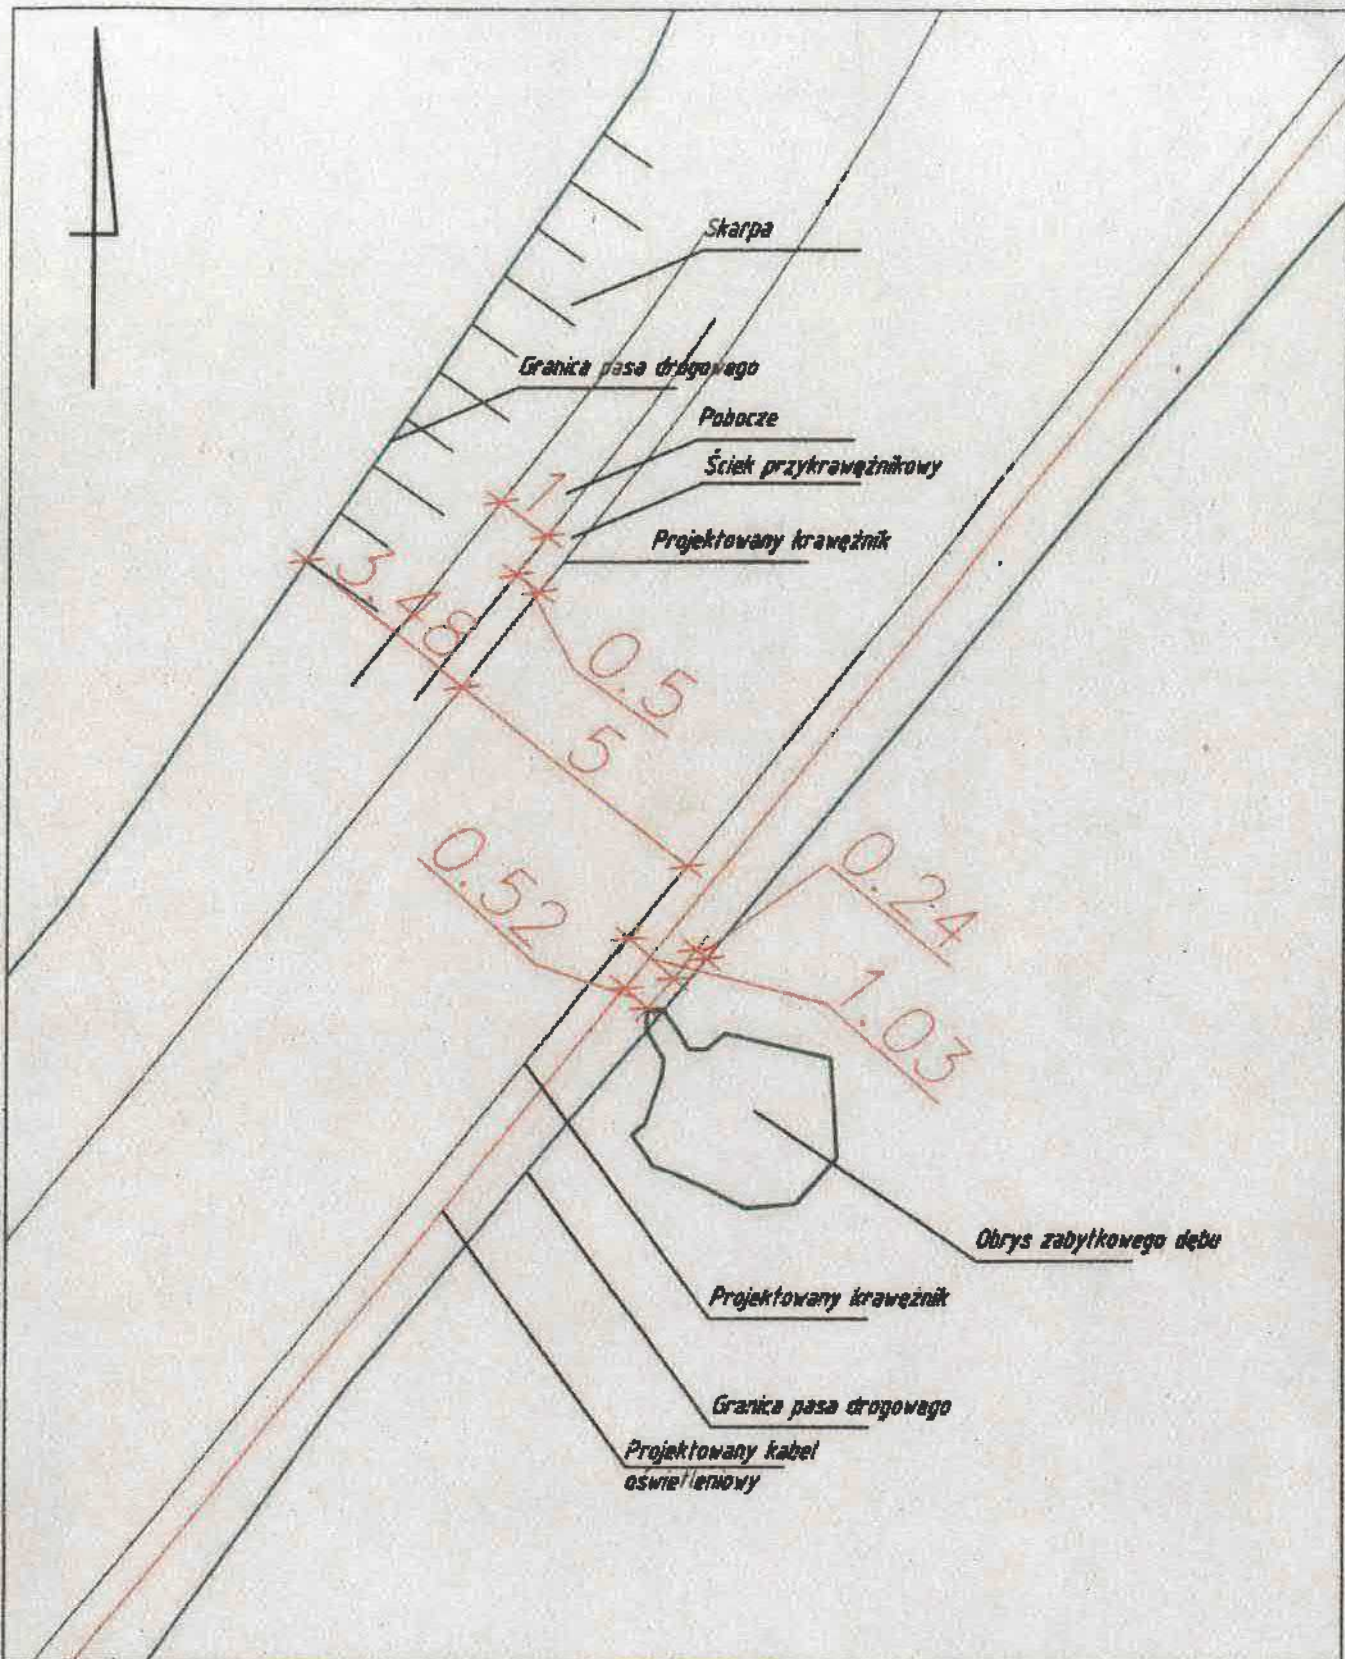 Skarpa
Granica pasa drogowego
Pobocze
Ściek przykrawężnikowy
1
Projektowany krawężnik
3.48
0.5
5
0.52
0.24
1.03
Obrys zabytkowego dębu
Projektowany krawężnik
Granica pasa drogowego
Projektowany kabel
oświetleniowy